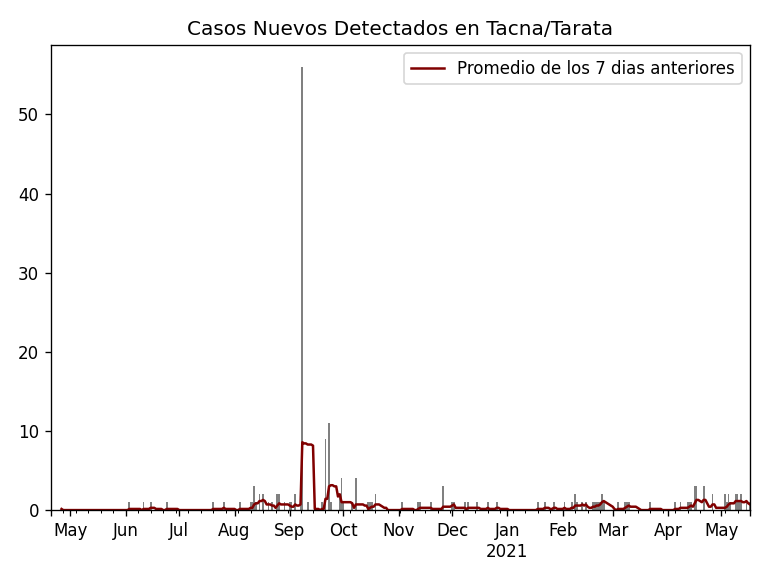 Casos Nuevos Detectados en Tacna/Tarata
Promedio de los 7 dias anteriores
50
40
30
20
10
0
May Jun Jul Aug Sep Oct Nov Dec Jan Feb Mar Apr May
2021